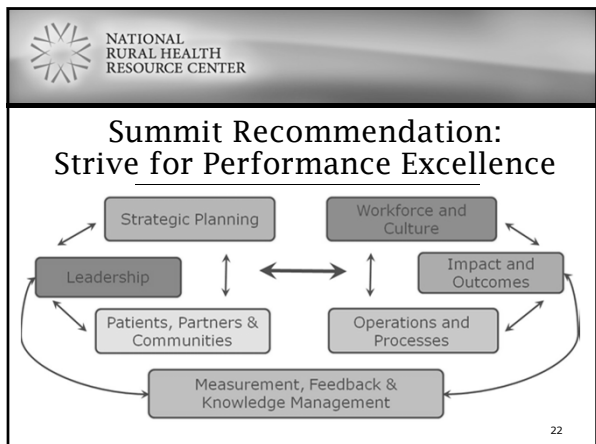 NATIONAL
RURAL HEALTH
RESOURCE CENTER
Summit Recommendation:
Strive for Performance Excellence
Strategic Planning
Workforce and
Culture
Leadership
Impact and
Outcomes
Patients, Partners &
Communities
Operations and
Processes
Measurement, Feedback &
Knowledge Management
22